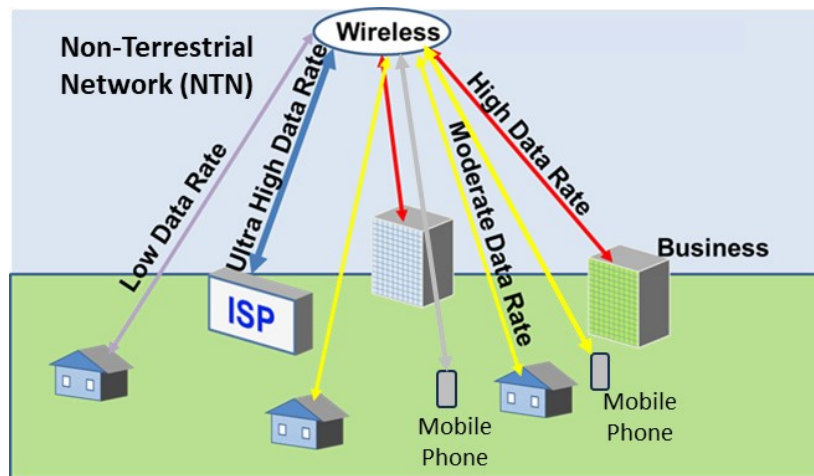 Wireless
Non-Terrestrial
Network (NTN)
Low Data Rate
Ultra High Data Rate
Moderate Data Rate
High Data Rate
Business
ISP
Mobile
Phone
Mobile
Phone